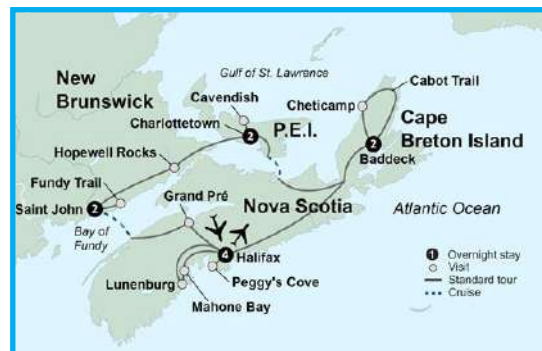 New
Brunswick
Gulf of St. Lawrence
Cabot Trail
Cavendish
Cheticamp
Charlottetown
2
P.E.I.
Cape
Breton Island
2
Baddeck
Hopewell Rocks
Fundy Trail
Grand Pré
Saint John
2
Nova Scotia
Atlantic Ocean
Bay of
Fundy
4
Halifax
Peggy's Cove
Lunenburg
Mahone Bay
1 Overnight stay
Visit
Standard tour
Cruise